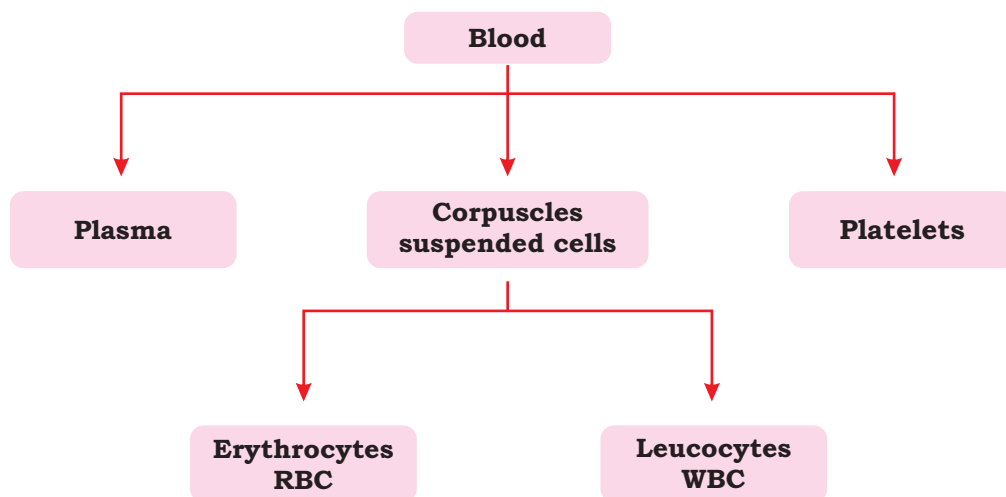 Blood
Plasma
Corpuscles
suspended cells
Platelets
Erythrocytes
RBC
Leucocytes
WBC